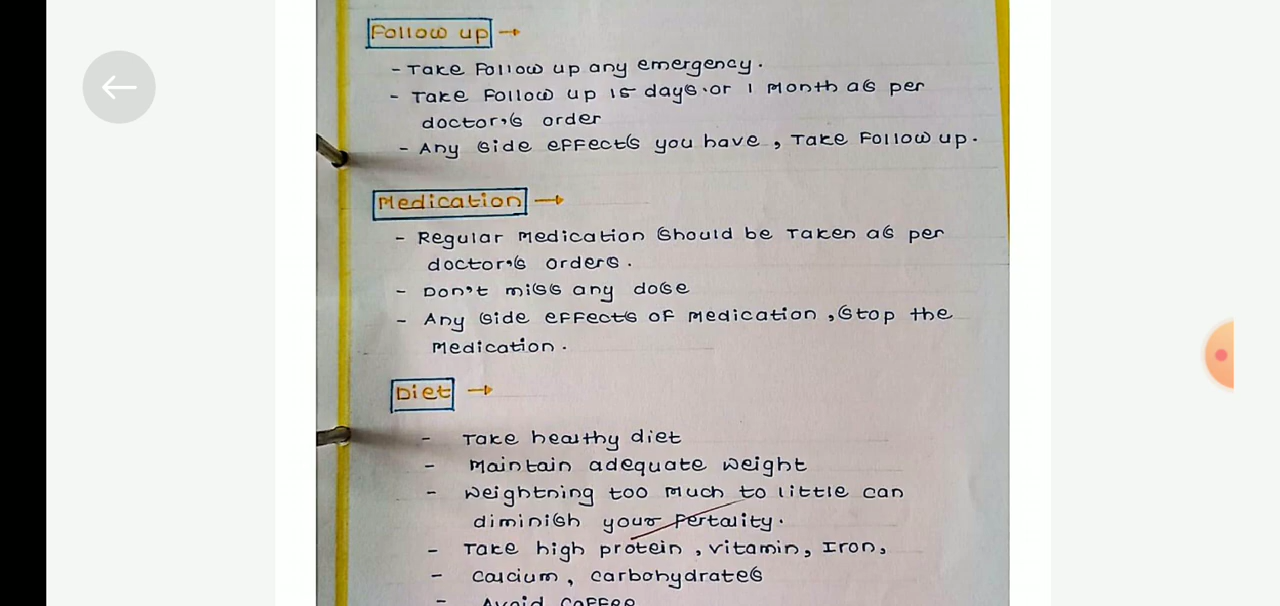 Follow up →
- Take Follow up any emergency.
- Take Follow up 15 days or 1 Month as per
doctor's order
- Any side effects you have, Take Follow up.
Medication →
- Regular Medication should be Taken as per
doctor's orders.
- Don't miss any dose
- Any side effects of Medication, stop the
Medication.
Diet →
- Take healthy diet
- Maintain adequate weight
- Weightning too Much to little can
diminish your Fertality.
- Take high protein, vitamin, Iron,
- Calcium, carbohydrates
- Avoid Coffee